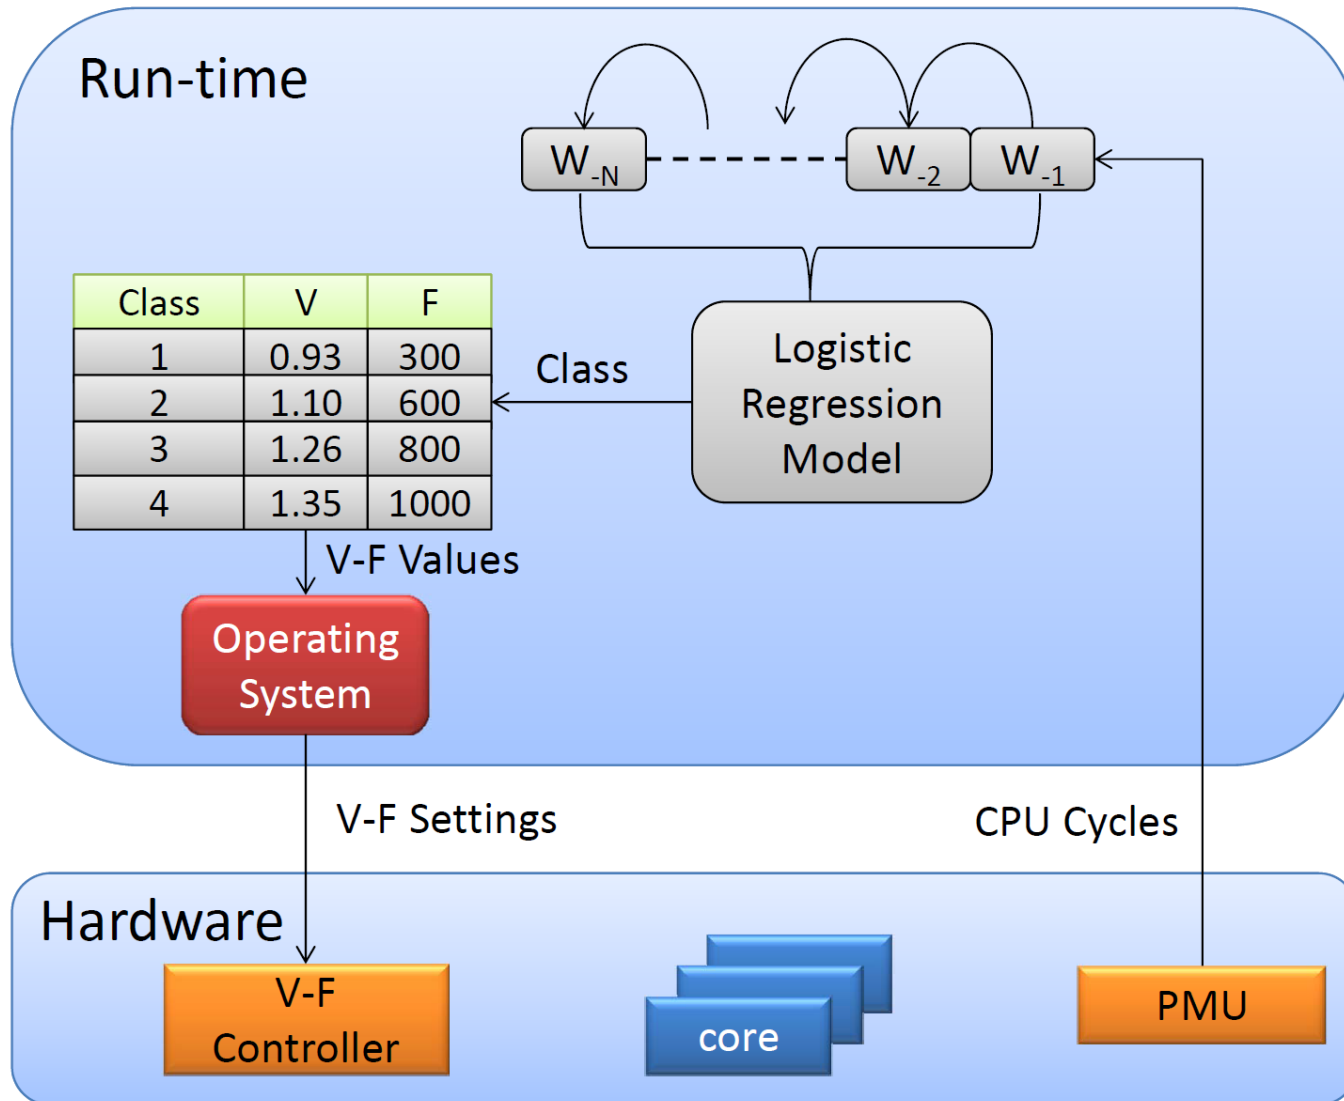 Run-time
W-N W-2 W-1
Class V F
1 0.93 300
2 1.10 600
3 1.26 800
4 1.35 1000
Class
Logistic
Regression
Model
V-F Values
Operating
System
V-F Settings
CPU Cycles
Hardware
V-F
Controller
core
PMU